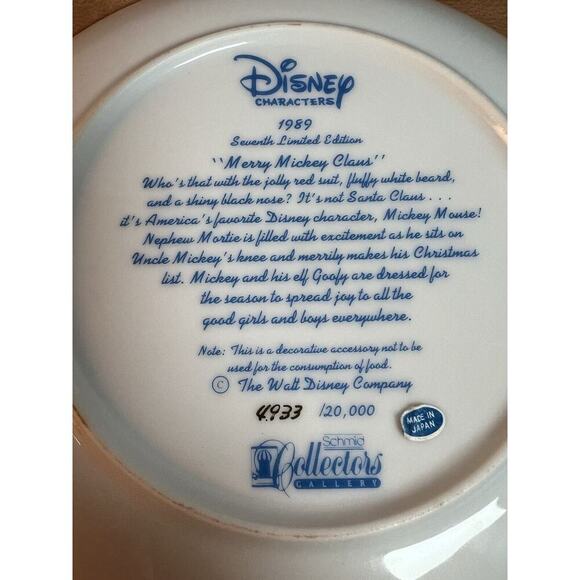 Disney
CHARACTERS
1989
Seventh Limited Edition
"Merry Mickey Claus"
Who's that with the jolly red suit, fluffy white beard,
and a shiny black nose? It's not Santa Claus . . .
it's America's favorite Disney character, Mickey Mouse!
Nephew Mortie is filled with excitement as he sits on
Uncle Mickey's knee and merrily makes his Christmas
list. Mickey and his elf Goofy are dressed for
the season to spread joy to all the
good girls and boys everywhere.
Note: This is a decorative accessory not to be
used for the consumption of food.
© The Walt Disney Company
4933 /20,000
MADE IN
JAPAN
Schmid
Collectors
GALLERY